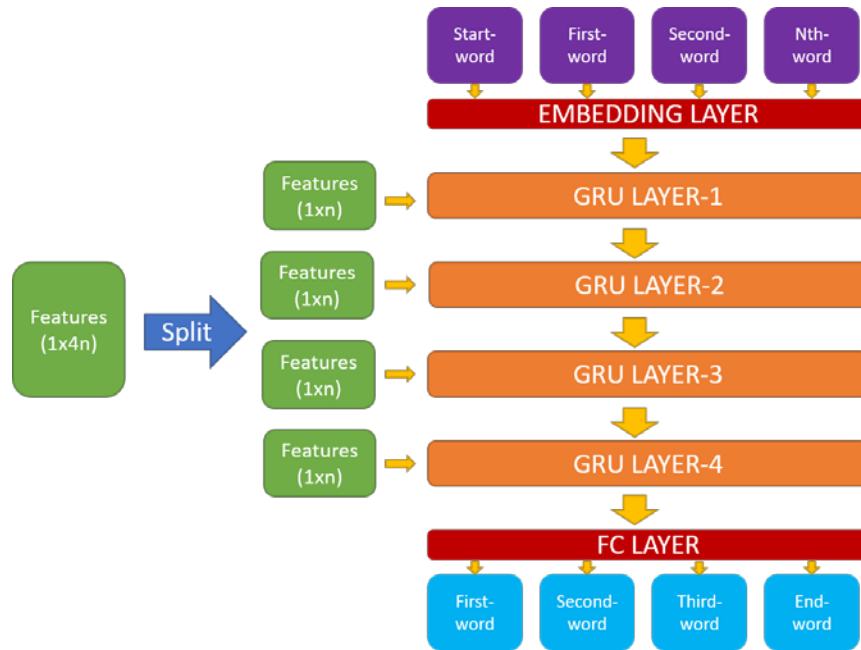 Start-
word
First-
word
Second-
word
Nth-
word
EMBEDDING LAYER
Features
(1xn)
GRU LAYER-1
Features
(1xn)
GRU LAYER-2
Features
(1x4n)
Split
Features
(1xn)
GRU LAYER-3
Features
(1xn)
GRU LAYER-4
FC LAYER
First-
word
Second-
word
Third-
word
End-
word